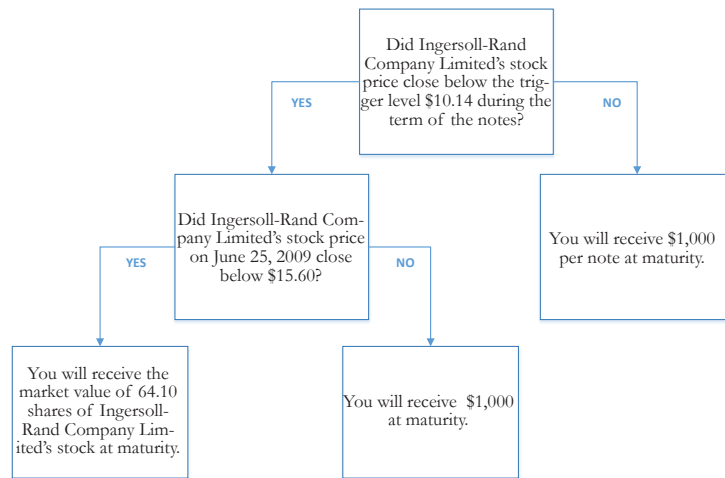 Did Ingersoll-Rand
Company Limited's stock
price close below the trig-
ger level $10.14 during the
term of the notes?
YES
NO
Did Ingersoll-Rand Com-
pany Limited's stock price
on June 25, 2009 close
below $15.60?
You will receive $1,000
per note at maturity.
YES
NO
You will receive the
market value of 64.10
shares of Ingersoll-
Rand Company Lim-
ited's stock at maturity.
You will receive $1,000
at maturity.